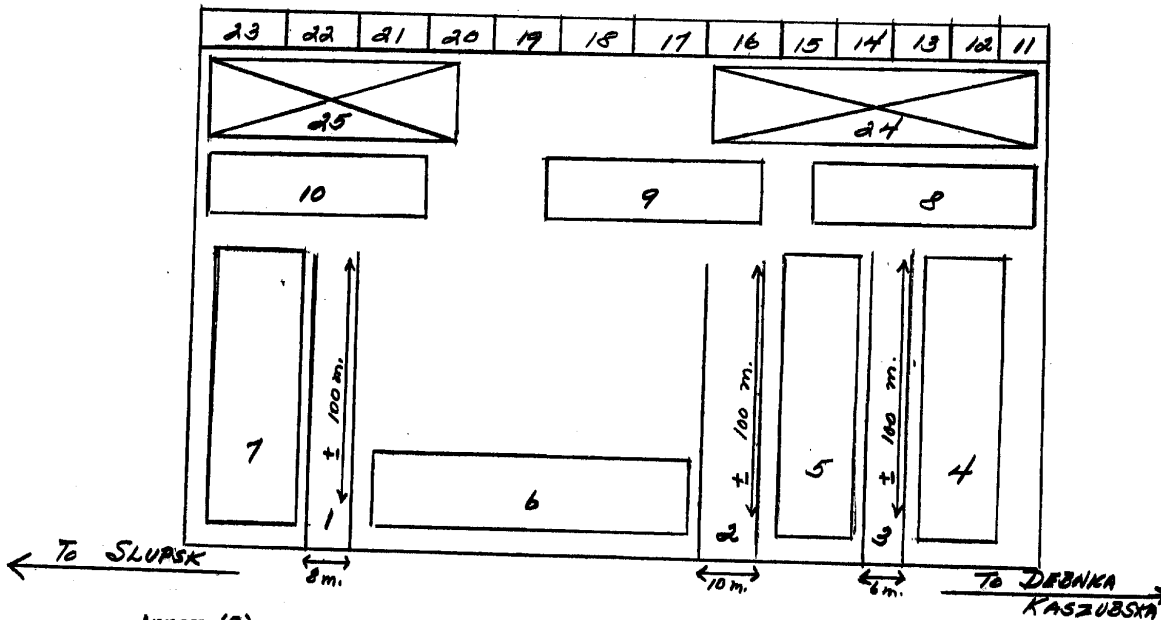 23 22 21 20 19 18 17 16 15 14 13 12 11
25 24
10 9 8
± 100 m. ± 100 m. ± 100 m.
7 6 5 4
1 2 3
To SLUPSK 8 m. 10 m. 6 m. To DEBNKA
KASZUBSKA